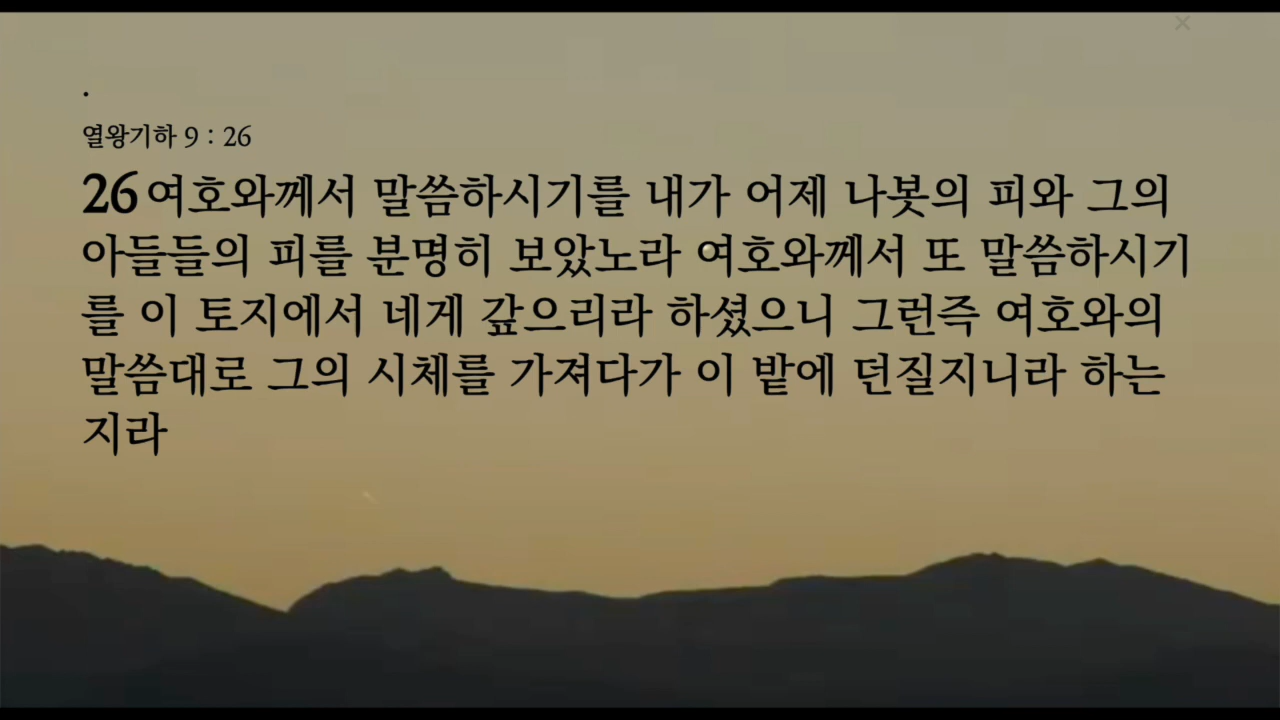 .
열왕기하 9 : 26
26 여호와께서 말씀하시기를 내가 어제 나봇의 피와 그의
아들들의 피를 분명히 보았노라 여호와께서 또 말씀하시기
를 이 토지에서 네게 갚으리라 하셨으니 그런즉 여호와의
말씀대로 그의 시체를 가져다가 이 밭에 던질지니라 하는
지라